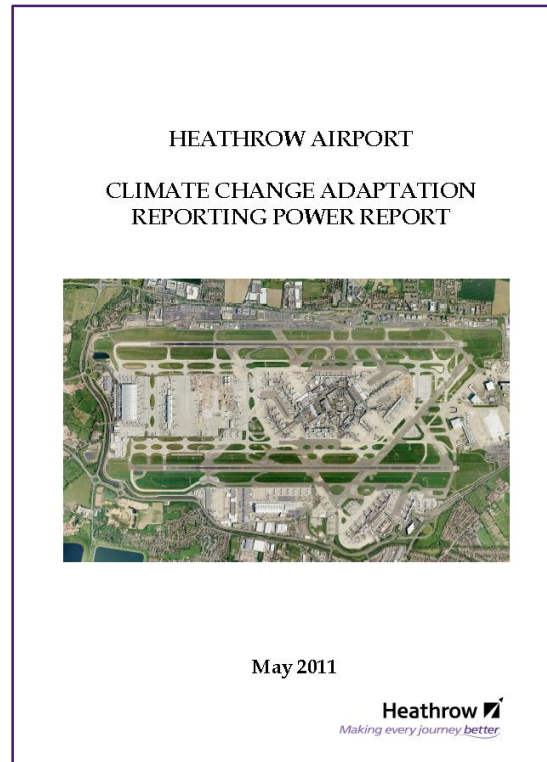 HEATHROW AIRPORT
CLIMATE CHANGE ADAPTATION
REPORTING POWER REPORT
May 2011
Heathrow
Making every journey better